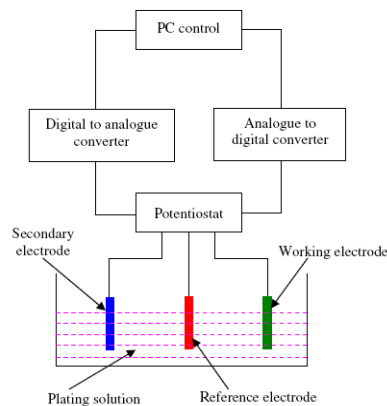 PC control
Digital to analogue
converter
Analogue to
digital converter
Potentiostat
Secondary
electrode
Working electrode
Plating solution
Reference electrode